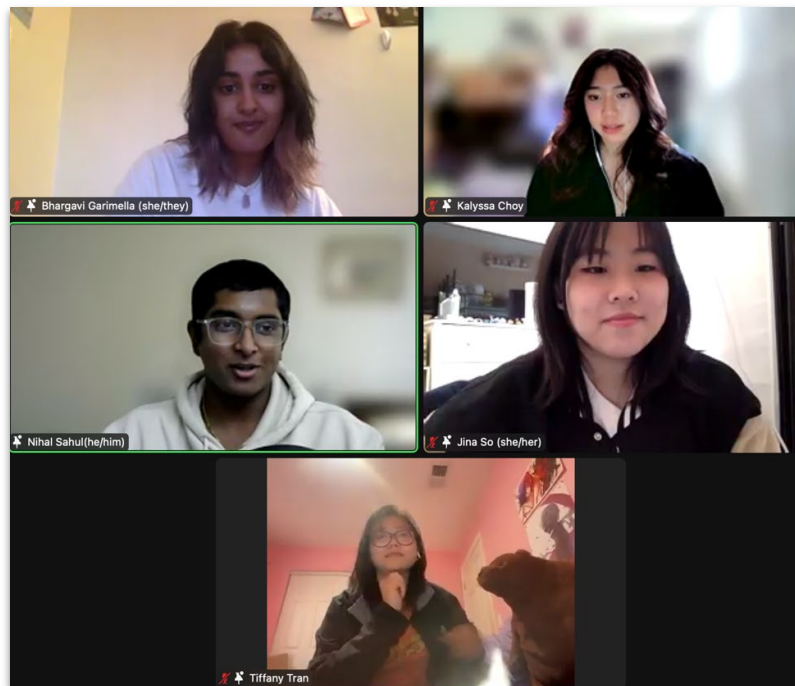 Bhargavi Garimella (she/they)
Kalyssa Choy
Nihal Sahul(he/him)
Jina So (she/her)
Tiffany Tran